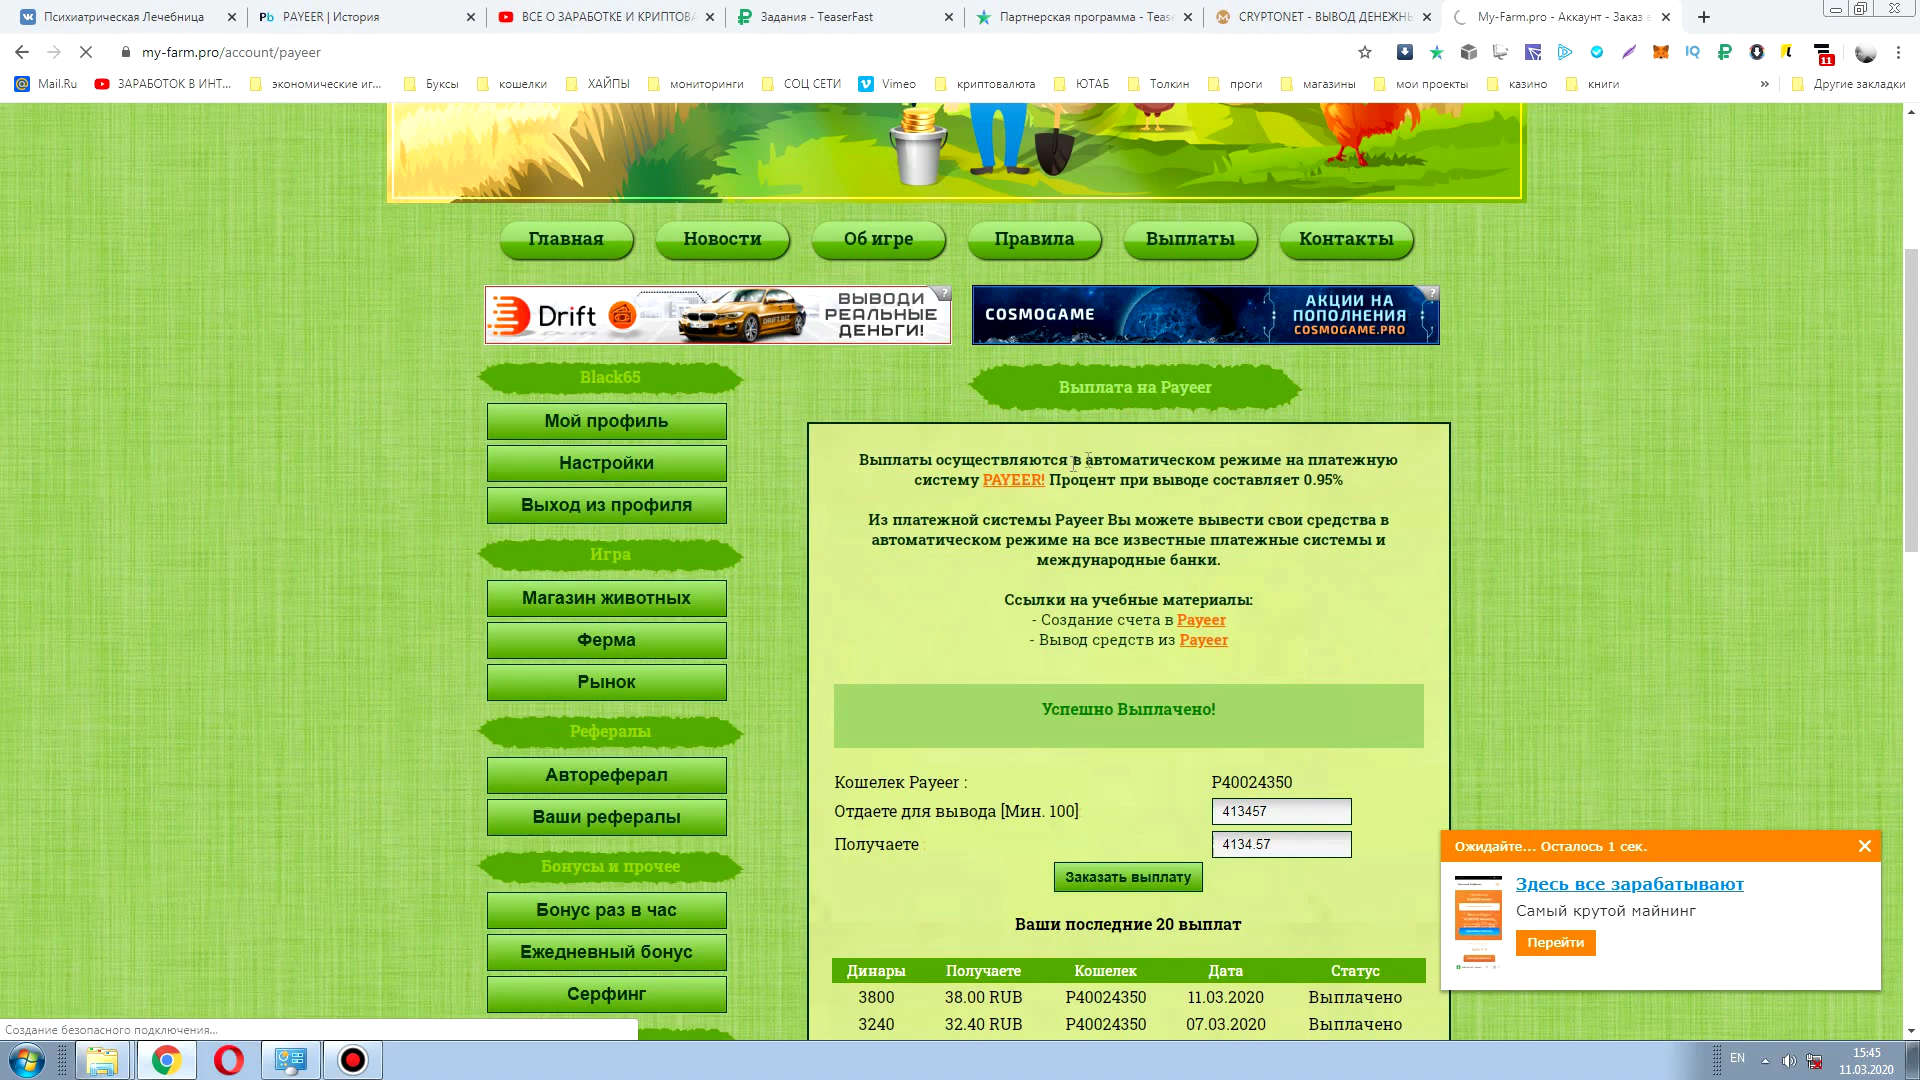 Психиатрическая Лечебница
PAYEER | История
ВСЕ О ЗАРАБОТКЕ И КРИПТОВА
Задания - TeaserFast
Партнерская программа - Tease
CRYPTONET - ВЫВОД ДЕНЕЖНЫ
My-Farm.pro - Аккаунт - Заказ в
my-farm.pro/account/payeer
11
Mail.Ru
ЗАРАБОТОК В ИНТ...
экономические иг...
Буксы
кошелки
ХАЙПЫ
мониторинги
СОЦ СЕТИ
Vimeo
криптовалюта
ЮТАБ
Толкин
проги
магазины
мои проекты
казино
книги
»
Другие закладки
Главная
Новости
Об игре
Правила
Выплаты
Контакты
Drift
ВЫВОДИ
РЕАЛЬНЫЕ
ДЕНЬГИ!
COSMOGAME
АКЦИИ НА
ПОПОЛНЕНИЯ
COSMOGAME.PRO
Black65
Мой профиль
Настройки
Выход из профиля
Игра
Магазин животных
Ферма
Рынок
Рефералы
Автореферал
Ваши рефералы
Бонусы и прочее
Бонус раз в час
Ежедневный бонус
Серфинг
Выплата на Payeer
Выплаты осуществляются в автоматическом режиме на платежную
систему PAYEER! Процент при выводе составляет 0.95%
Из платежной системы Payeer Вы можете вывести свои средства в
автоматическом режиме на все известные платежные системы и
международные банки.
Ссылки на учебные материалы:
- Создание счета в Payeer
- Вывод средств из Payeer
Успешно Выплачено!
Кошелек Payeer : P40024350
Отдаете для вывода [Мин. 100] 413457
Получаете 4134.57
Заказать выплату
Ваши последние 20 выплат
Динары Получаете Кошелек Дата Статус
3800 38.00 RUB P40024350 11.03.2020 Выплачено
3240 32.40 RUB P40024350 07.03.2020 Выплачено
Ожидайте... Осталось 1 сек.
Здесь все зарабатывают
Самый крутой майнинг
Перейти
Создание безопасного подключения...
EN
15:45
11.03.2020